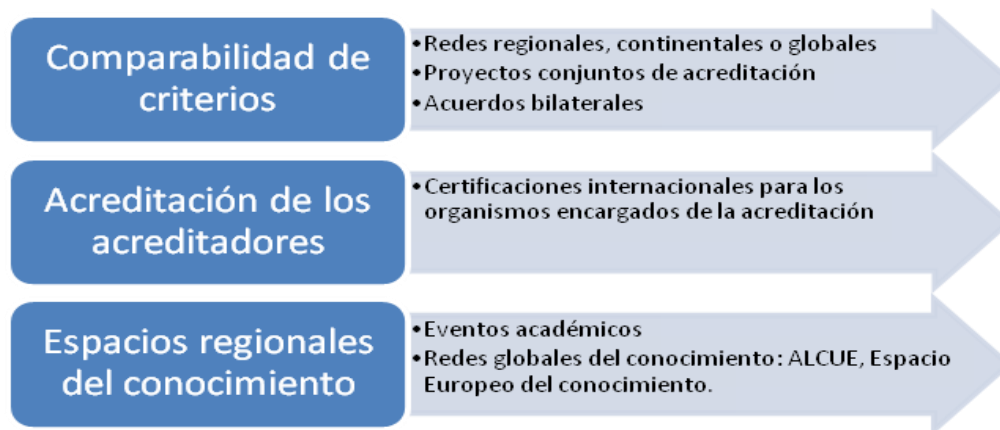 Comparabilidad de
criterios
•Redes regionales, continentales o globales
•Proyectos conjuntos de acreditación
•Acuerdos bilaterales
Acreditación de los
acreditadores
•Certificaciones internacionales para los
organismos encargados de la acreditación
Espacios regionales
del conocimiento
•Eventos académicos
•Redes globales del conocimiento: ALCUE, Espacio
Europeo del conocimiento.